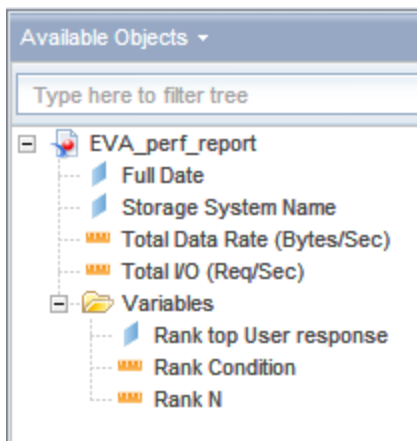 Available Objects
Type here to filter tree
EVA_perf_report
Full Date
Storage System Name
Total Data Rate (Bytes/Sec)
Total I/O (Req/Sec)
Variables
Rank top User response
Rank Condition
Rank N